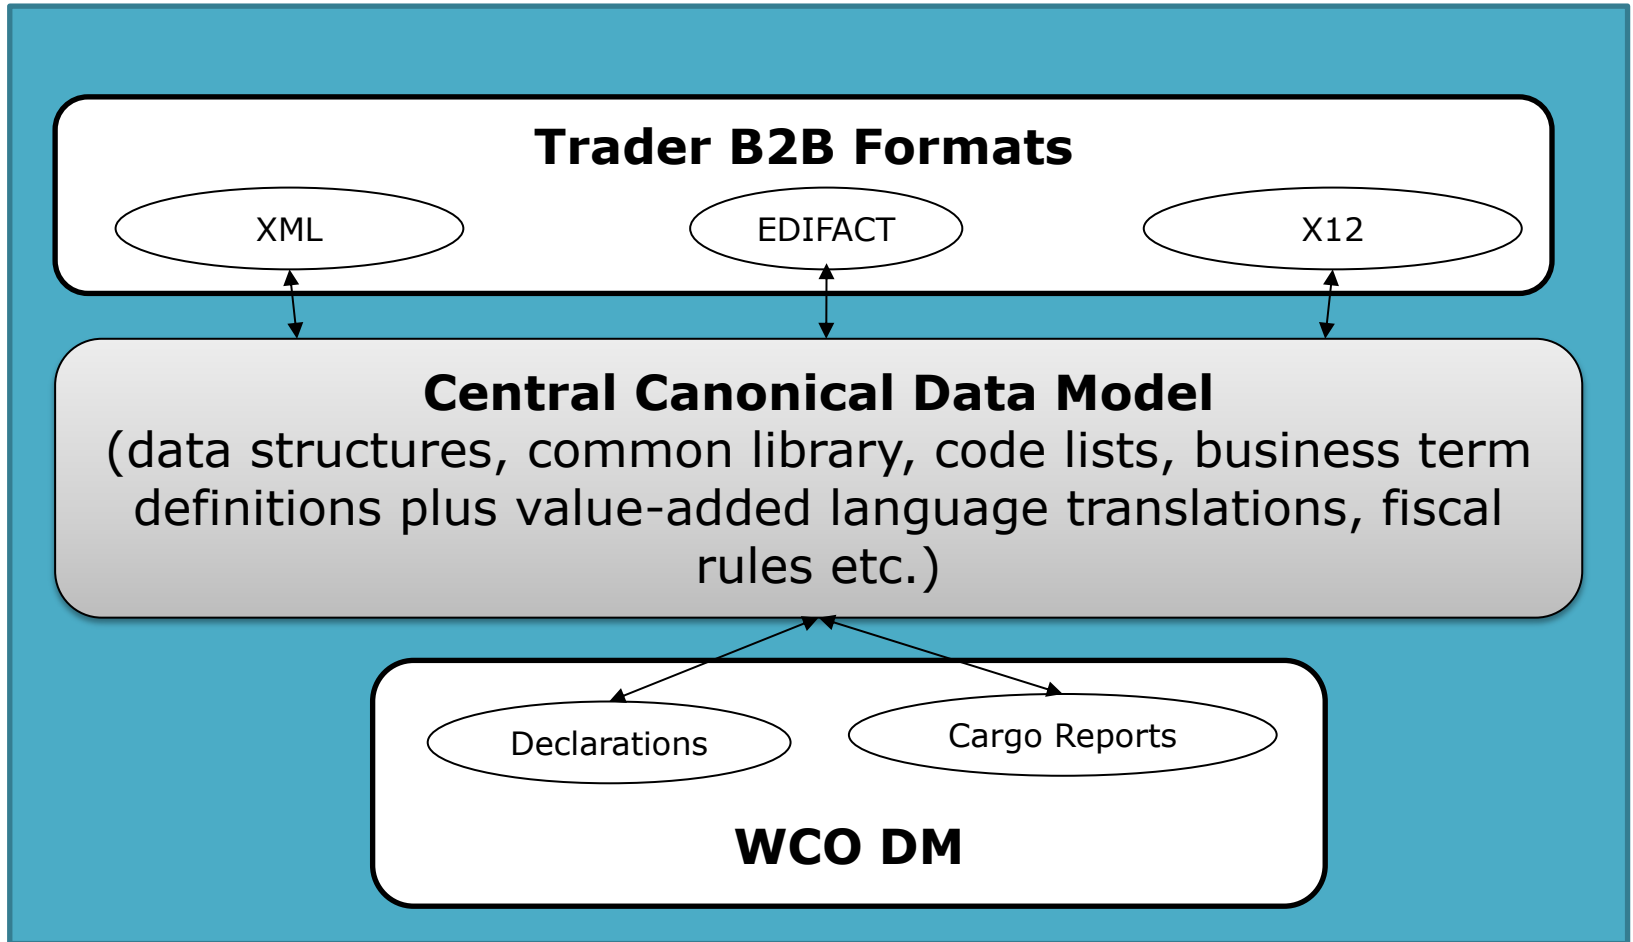 Trader B2B Formats
XML
EDIFACT
X12
Central Canonical Data Model
(data structures, common library, code lists, business term
definitions plus value-added language translations, fiscal
rules etc.)
Declarations
Cargo Reports
WCO DM